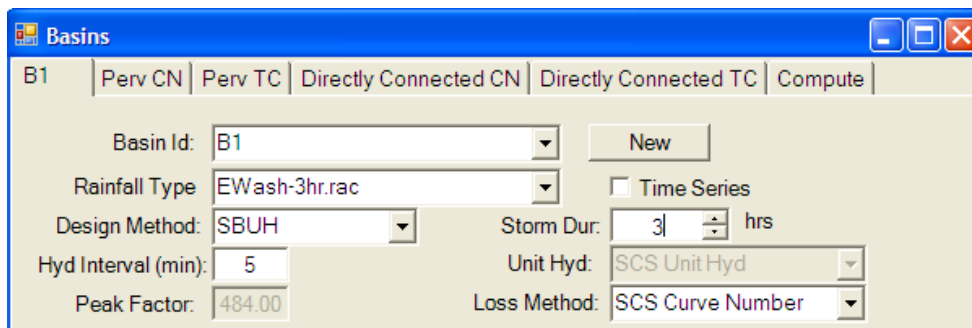 Basins
B1 Perv CN Perv TC Directly Connected CN Directly Connected TC Compute
Basin Id: B1 New
Rainfall Type EWash-3hr.rac Time Series
Design Method: SBUH Storm Dur: 3 hrs
Hyd Interval (min): 5 Unit Hyd: SCS Unit Hyd
Peak Factor: 484.00 Loss Method: SCS Curve Number